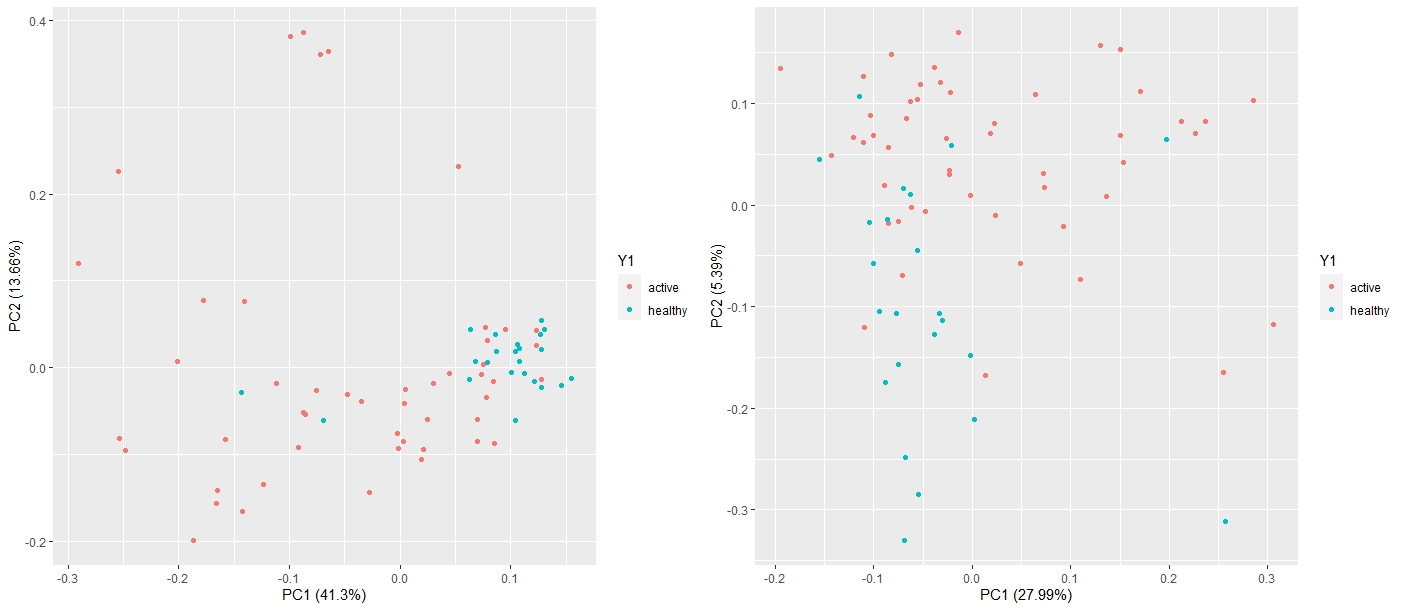 0.4
0.2
0.0
-0.2
PC2 (13.66%)
-0.3
-0.2
-0.1
0.0
0.1
PC1 (41.3%)
Y1
active
healthy
0.1
0.0
-0.1
-0.2
-0.3
PC2 (5.39%)
-0.2
-0.1
0.0
0.1
0.2
0.3
PC1 (27.99%)
Y1
active
healthy